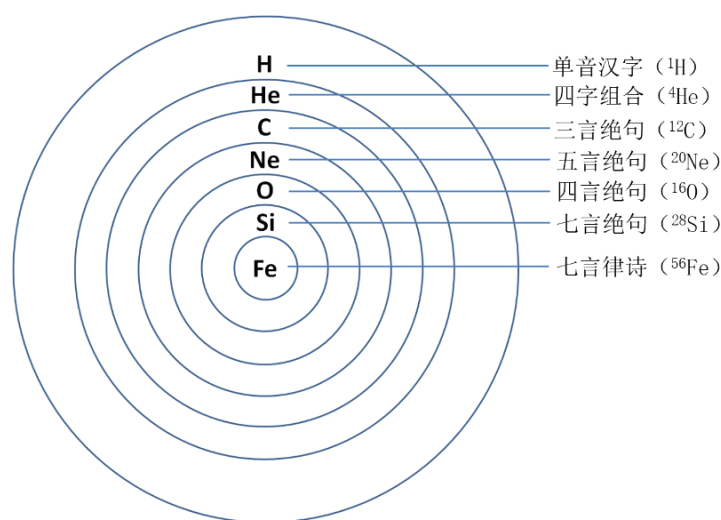 H 单音汉字（¹H）
He 四字组合（⁴He）
C 三言绝句（¹²C）
Ne 五言绝句（²⁰Ne）
O 四言绝句（¹⁶O）
Si 七言绝句（²⁸Si）
Fe 七言律诗（⁵⁶Fe）